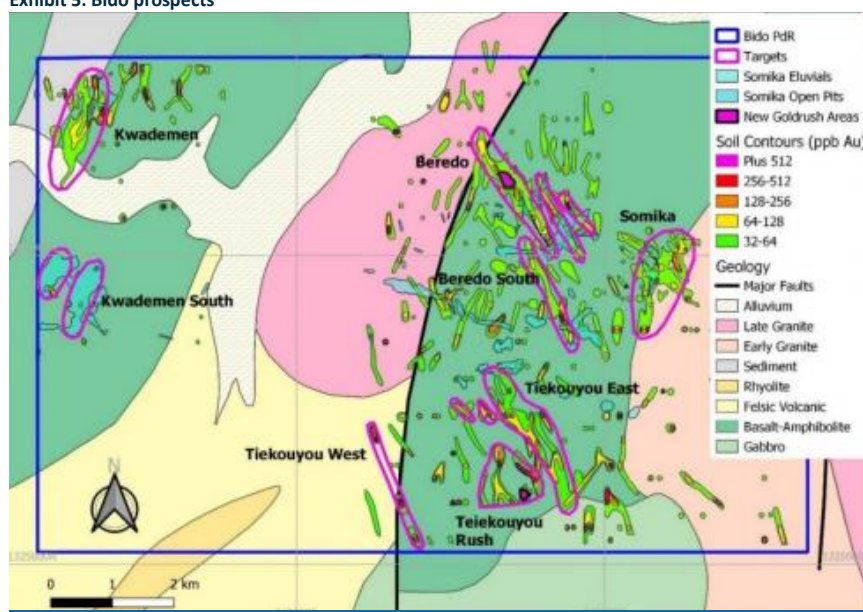 Exhibit 5: Bido prospects
Kwademen
Beredo
Somika
Beredo South
Kwademen South
Tiekouyou East
Tiekouyou West
Teiekouyou
Rush
N
0 1 2 km
Bido PdR
Targets
Somika Eluvials
Somika Open Pits
New Goldrush Areas
Soil Contours (ppb Au)
Plus 512
256-512
128-256
64-128
32-64
Geology
Major Faults
Alluvium
Late Granite
Early Granite
Sediment
Rhyolite
Felsic Volcanic
Basalt-Amphibolite
Gabbro